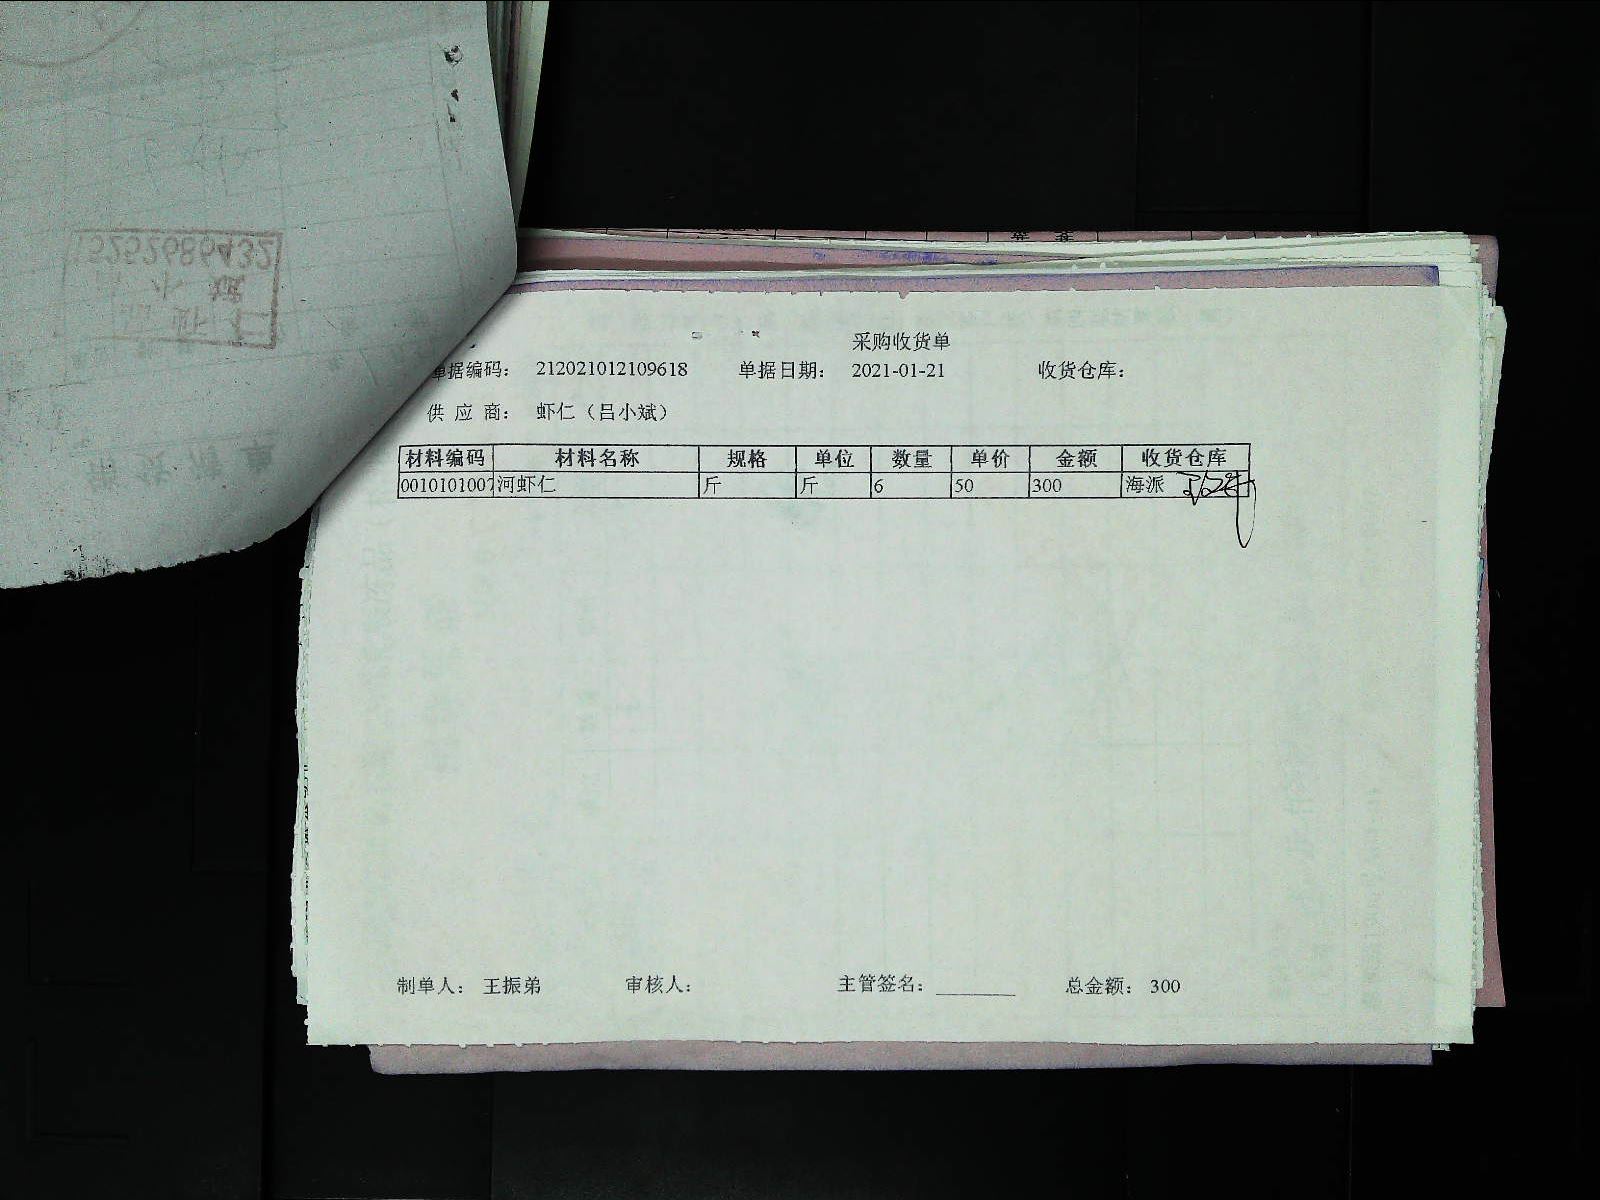 采购收货单
单据编码： 212021012109618 单据日期： 2021-01-21 收货仓库：
供 应 商： 虾仁（吕小斌）
材料编码 材料名称 规格 单位 数量 单价 金额 收货仓库
0010101007 河虾仁 斤 斤 6 50 300 海派
制单人： 王振弟 审核人： 主管签名：________ 总金额： 300
15252686432